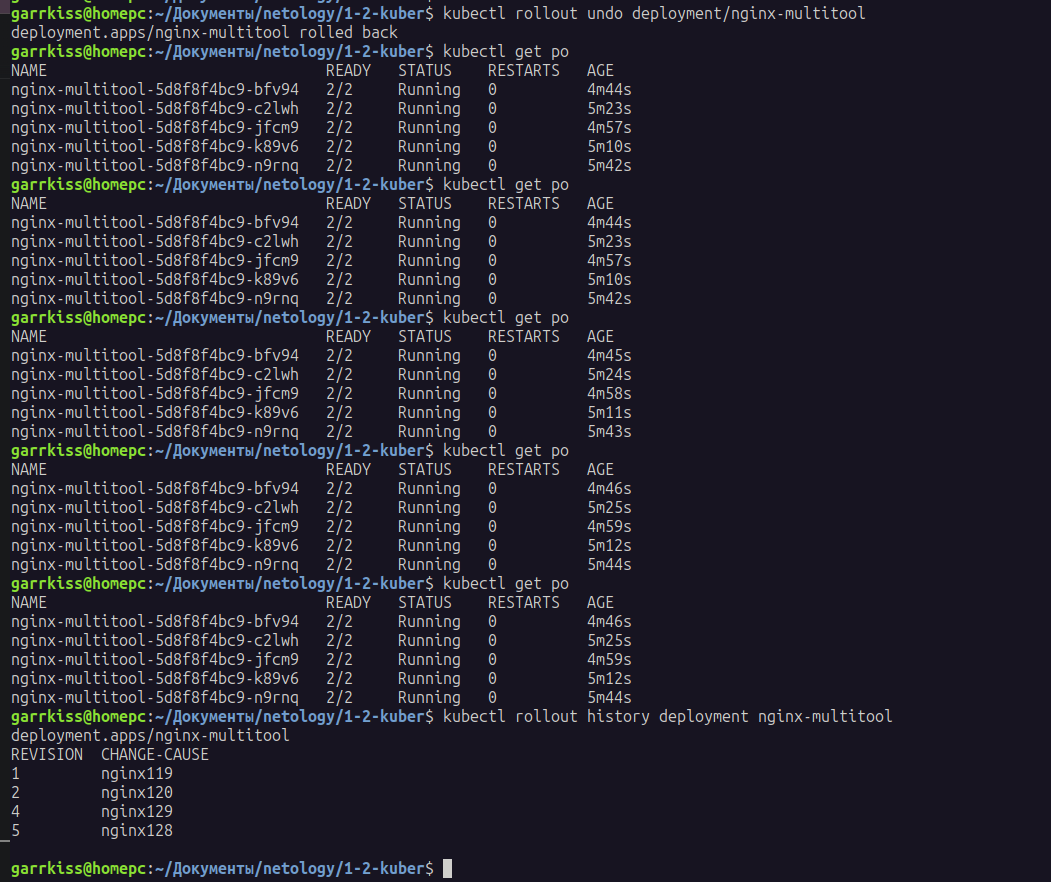 garrkiss@homepc:~/Документы/netology/1-2-kuber$ kubectl rollout undo deployment/nginx-multitool
deployment.apps/nginx-multitool rolled back
garrkiss@homepc:~/Документы/netology/1-2-kuber$ kubectl get po
NAME                               READY   STATUS    RESTARTS   AGE
nginx-multitool-5d8f8f4bc9-bfv94   2/2     Running   0          4m44s
nginx-multitool-5d8f8f4bc9-c2lwh   2/2     Running   0          5m23s
nginx-multitool-5d8f8f4bc9-jfcm9   2/2     Running   0          4m57s
nginx-multitool-5d8f8f4bc9-k89v6   2/2     Running   0          5m10s
nginx-multitool-5d8f8f4bc9-n9rnq   2/2     Running   0          5m42s
garrkiss@homepc:~/Документы/netology/1-2-kuber$ kubectl get po
NAME                               READY   STATUS    RESTARTS   AGE
nginx-multitool-5d8f8f4bc9-bfv94   2/2     Running   0          4m44s
nginx-multitool-5d8f8f4bc9-c2lwh   2/2     Running   0          5m23s
nginx-multitool-5d8f8f4bc9-jfcm9   2/2     Running   0          4m57s
nginx-multitool-5d8f8f4bc9-k89v6   2/2     Running   0          5m10s
nginx-multitool-5d8f8f4bc9-n9rnq   2/2     Running   0          5m42s
garrkiss@homepc:~/Документы/netology/1-2-kuber$ kubectl get po
NAME                               READY   STATUS    RESTARTS   AGE
nginx-multitool-5d8f8f4bc9-bfv94   2/2     Running   0          4m45s
nginx-multitool-5d8f8f4bc9-c2lwh   2/2     Running   0          5m24s
nginx-multitool-5d8f8f4bc9-jfcm9   2/2     Running   0          4m58s
nginx-multitool-5d8f8f4bc9-k89v6   2/2     Running   0          5m11s
nginx-multitool-5d8f8f4bc9-n9rnq   2/2     Running   0          5m43s
garrkiss@homepc:~/Документы/netology/1-2-kuber$ kubectl get po
NAME                               READY   STATUS    RESTARTS   AGE
nginx-multitool-5d8f8f4bc9-bfv94   2/2     Running   0          4m46s
nginx-multitool-5d8f8f4bc9-c2lwh   2/2     Running   0          5m25s
nginx-multitool-5d8f8f4bc9-jfcm9   2/2     Running   0          4m59s
nginx-multitool-5d8f8f4bc9-k89v6   2/2     Running   0          5m12s
nginx-multitool-5d8f8f4bc9-n9rnq   2/2     Running   0          5m44s
garrkiss@homepc:~/Документы/netology/1-2-kuber$ kubectl get po
NAME                               READY   STATUS    RESTARTS   AGE
nginx-multitool-5d8f8f4bc9-bfv94   2/2     Running   0          4m46s
nginx-multitool-5d8f8f4bc9-c2lwh   2/2     Running   0          5m25s
nginx-multitool-5d8f8f4bc9-jfcm9   2/2     Running   0          4m59s
nginx-multitool-5d8f8f4bc9-k89v6   2/2     Running   0          5m12s
nginx-multitool-5d8f8f4bc9-n9rnq   2/2     Running   0          5m44s
garrkiss@homepc:~/Документы/netology/1-2-kuber$ kubectl rollout history deployment nginx-multitool
deployment.apps/nginx-multitool
REVISION  CHANGE-CAUSE
1         nginx119
2         nginx120
4         nginx129
5         nginx128
garrkiss@homepc:~/Документы/netology/1-2-kuber$